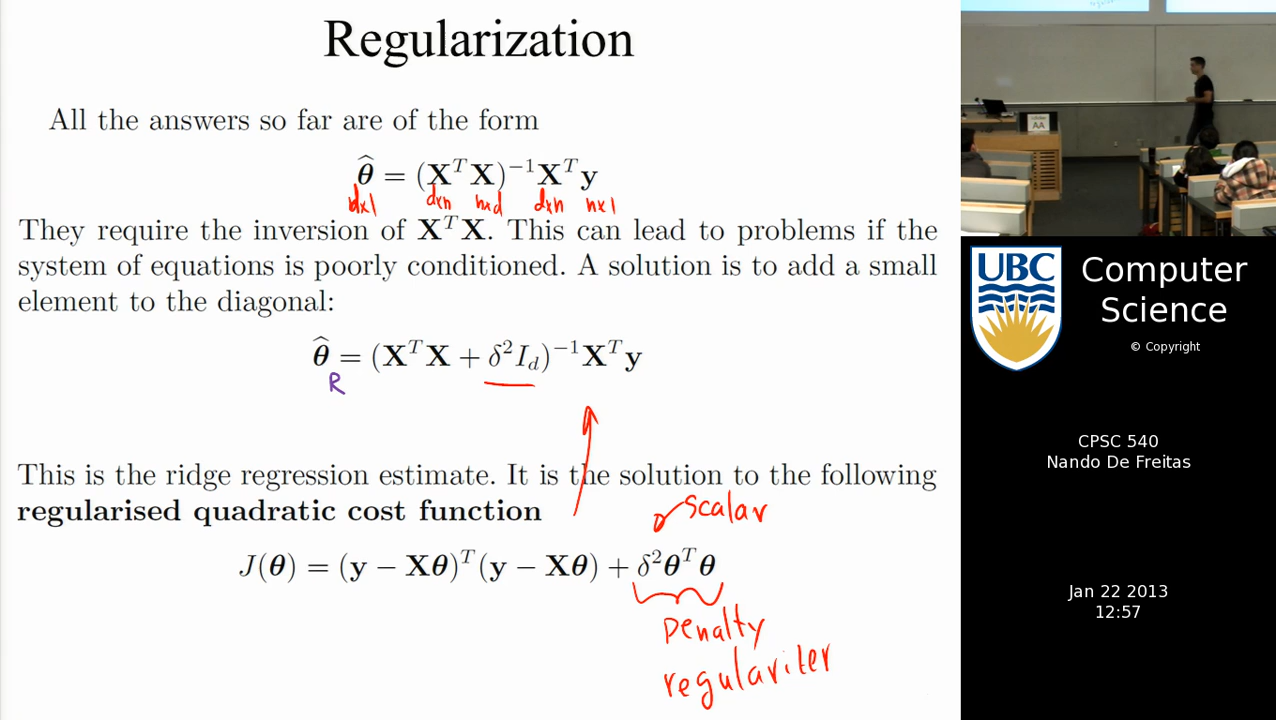 Regularization
All the answers so far are of the form
θ̂ = (XᵀX)⁻¹Xᵀy
dx1 dxn nxd dxn nx1
They require the inversion of XᵀX. This can lead to problems if the
system of equations is poorly conditioned. A solution is to add a small
element to the diagonal:
θ̂ = (XᵀX + δ²I_d)⁻¹Xᵀy
R
This is the ridge regression estimate. It is the solution to the following
regularised quadratic cost function
scalar
J(θ) = (y − Xθ)ᵀ(y − Xθ) + δ²θᵀθ
Penalty
regularizer
UBC
Computer
Science
© Copyright
CPSC 540
Nando De Freitas
Jan 22 2013
12:57